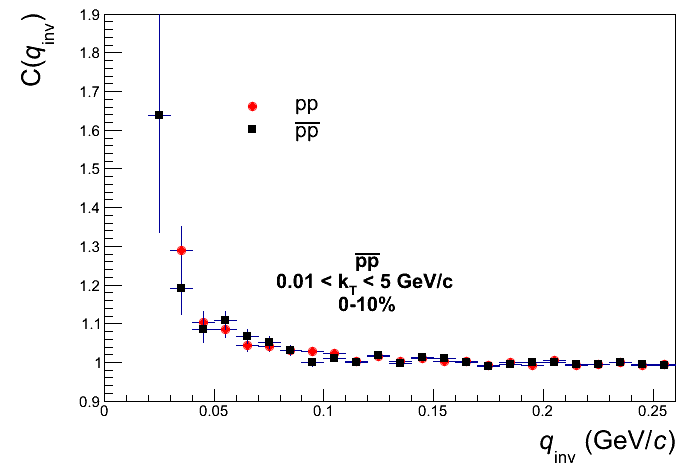 C(q_inv)
1.9
1.8
1.7
1.6
1.5
1.4
1.3
1.2
1.1
1
0.9
pp
p̅p̅
p̅p̅
0.01 < k_T < 5 GeV/c
0-10%
0 0.05 0.1 0.15 0.2 0.25
q_inv (GeV/c)